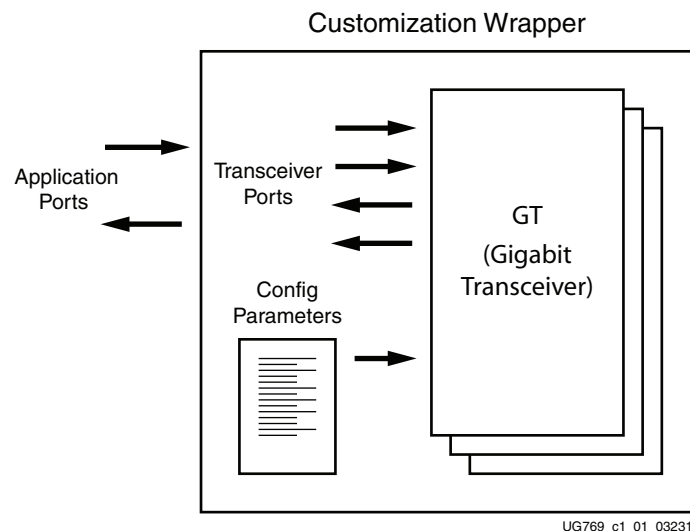 Customization Wrapper
Application
Ports
Transceiver
Ports
GT
(Gigabit
Transceiver)
Config
Parameters
UG769_c1_01_03231